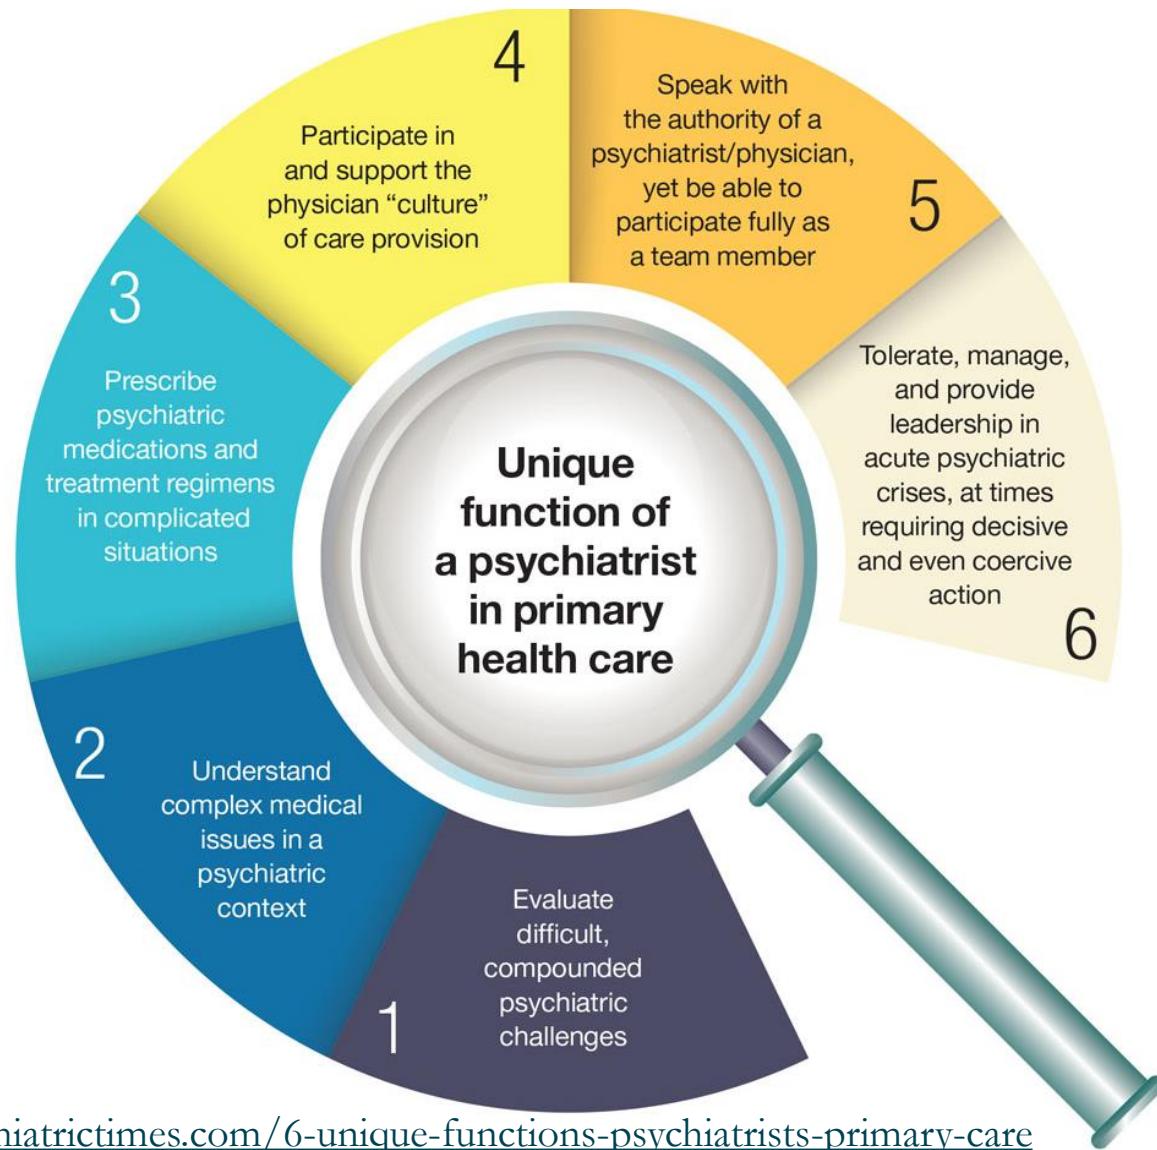 Unique
function of
a psychiatrist
in primary
health care
1
Evaluate
difficult,
compounded
psychiatric
challenges
2
Understand
complex medical
issues in a
psychiatric
context
3
Prescribe
psychiatric
medications and
treatment regimens
in complicated
situations
4
Participate in
and support the
physician “culture”
of care provision
5
Speak with
the authority of a
psychiatrist/physician,
yet be able to
participate fully as
a team member
6
Tolerate, manage,
and provide
leadership in
acute psychiatric
crises, at times
requiring decisive
and even coercive
action
hiatrictimes.com/6-unique-functions-psychiatrists-primary-care